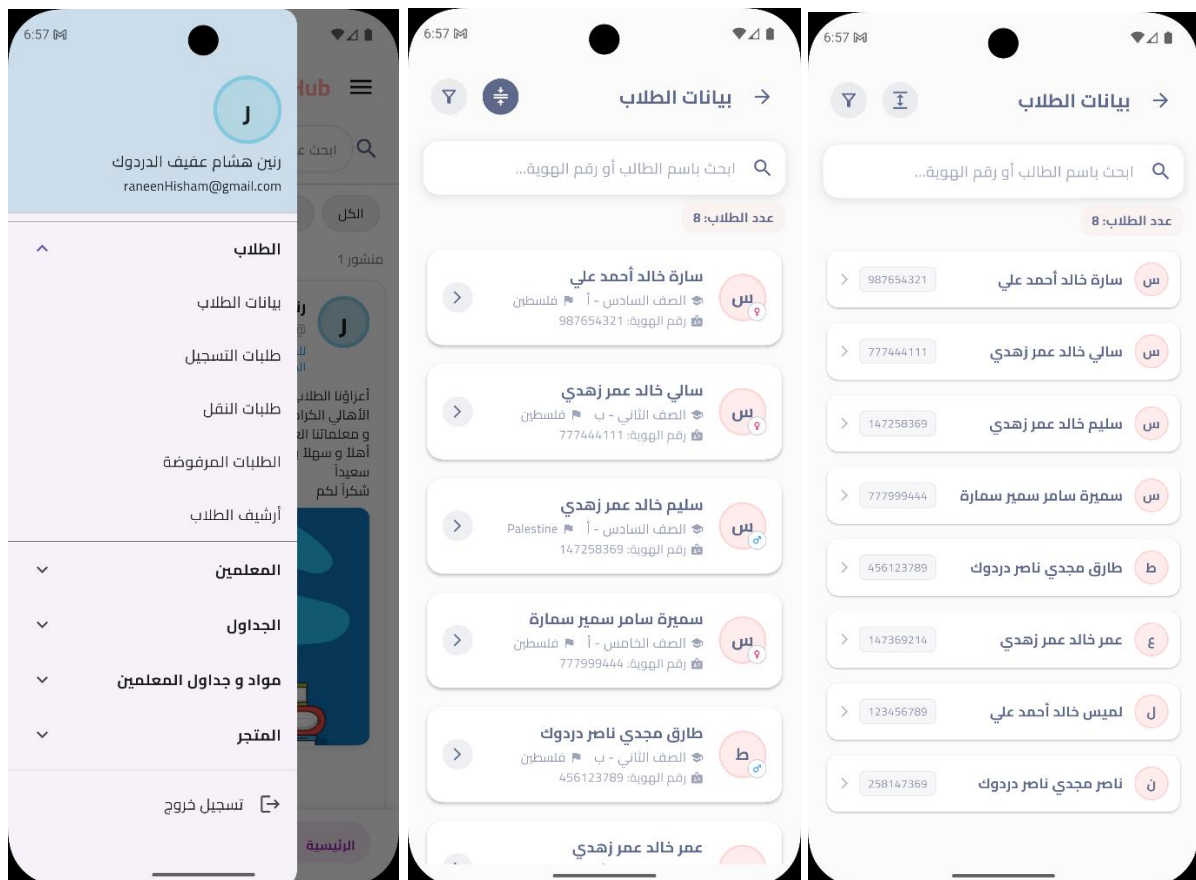 6:57
Hub
ر
رنين هشام عفيف الدردوك
raneenHisham@gmail.com
ابحث
الكل
منشور 1
ر
أعزاؤنا الطلاب
الأهالي الكرام
و معلماتنا
أهلاً و سهلاً
سعيداً
شكراً لكم
الرئيسية
الطلاب
بيانات الطلاب
طلبات التسجيل
طلبات النقل
الطلبات المرفوضة
أرشيف الطلاب
المعلمين
الجداول
مواد و جداول المعلمين
المتجر
تسجيل خروج
6:57
بيانات الطلاب
ابحث باسم الطالب أو رقم الهوية...
عدد الطلاب: 8
س
سارة خالد أحمد علي
الصف السادس - أ فلسطين
رقم الهوية: 987654321
س
سالي خالد عمر زهدي
الصف الثاني - ب فلسطين
رقم الهوية: 777444111
س
سليم خالد عمر زهدي
الصف السادس - أ Palestine
رقم الهوية: 147258369
س
سميرة سامر سمير سمارة
الصف الخامس - أ فلسطين
رقم الهوية: 777999444
ط
طارق مجدي ناصر دردوك
الصف الثاني - ب فلسطين
رقم الهوية: 456123789
عمر خالد عمر زهدي
6:57
بيانات الطلاب
ابحث باسم الطالب أو رقم الهوية...
عدد الطلاب: 8
س سارة خالد أحمد علي 987654321
س سالي خالد عمر زهدي 777444111
س سليم خالد عمر زهدي 147258369
س سميرة سامر سمير سمارة 777999444
ط طارق مجدي ناصر دردوك 456123789
ع عمر خالد عمر زهدي 147369214
ل لميس خالد أحمد علي 123456789
ن ناصر مجدي ناصر دردوك 258147369